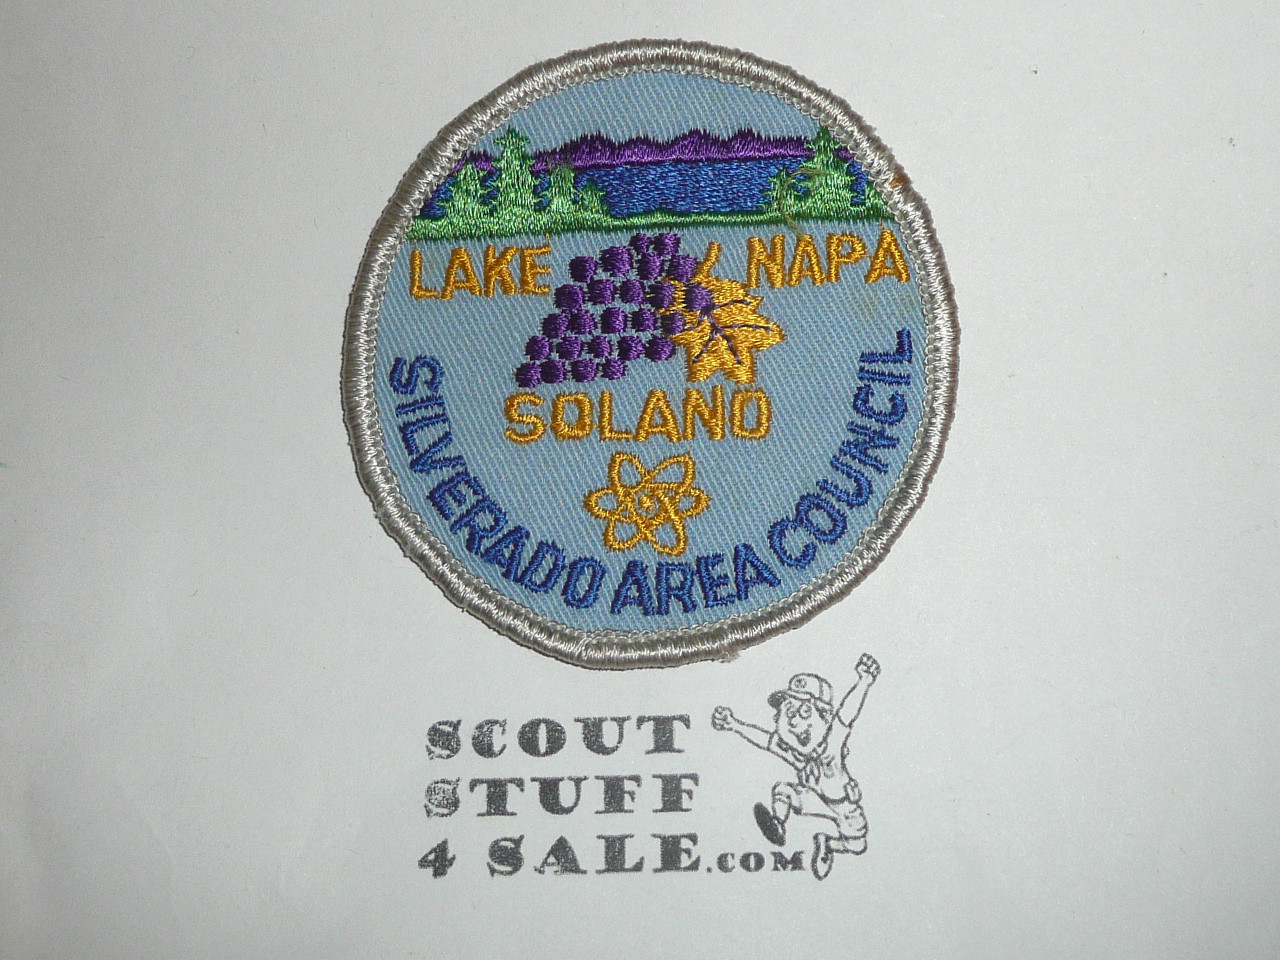 LAKE NAPA
SOLANO
SILVERADO AREA COUNCIL
SCOUT
STUFF
4 SALE.COM